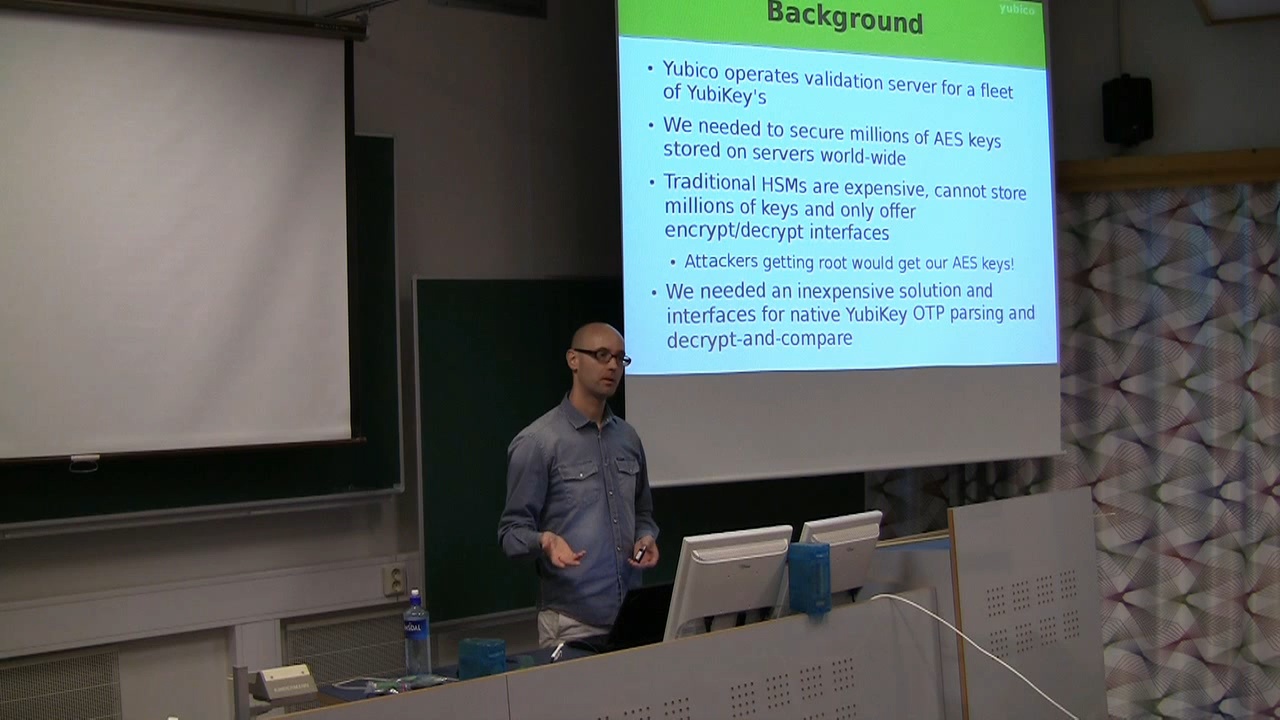 yubico
Background
• Yubico operates validation server for a fleet
of YubiKey's
• We needed to secure millions of AES keys
stored on servers world-wide
• Traditional HSMs are expensive, cannot store
millions of keys and only offer
encrypt/decrypt interfaces
• Attackers getting root would get our AES keys!
• We needed an inexpensive solution and
interfaces for native YubiKey OTP parsing and
decrypt-and-compare